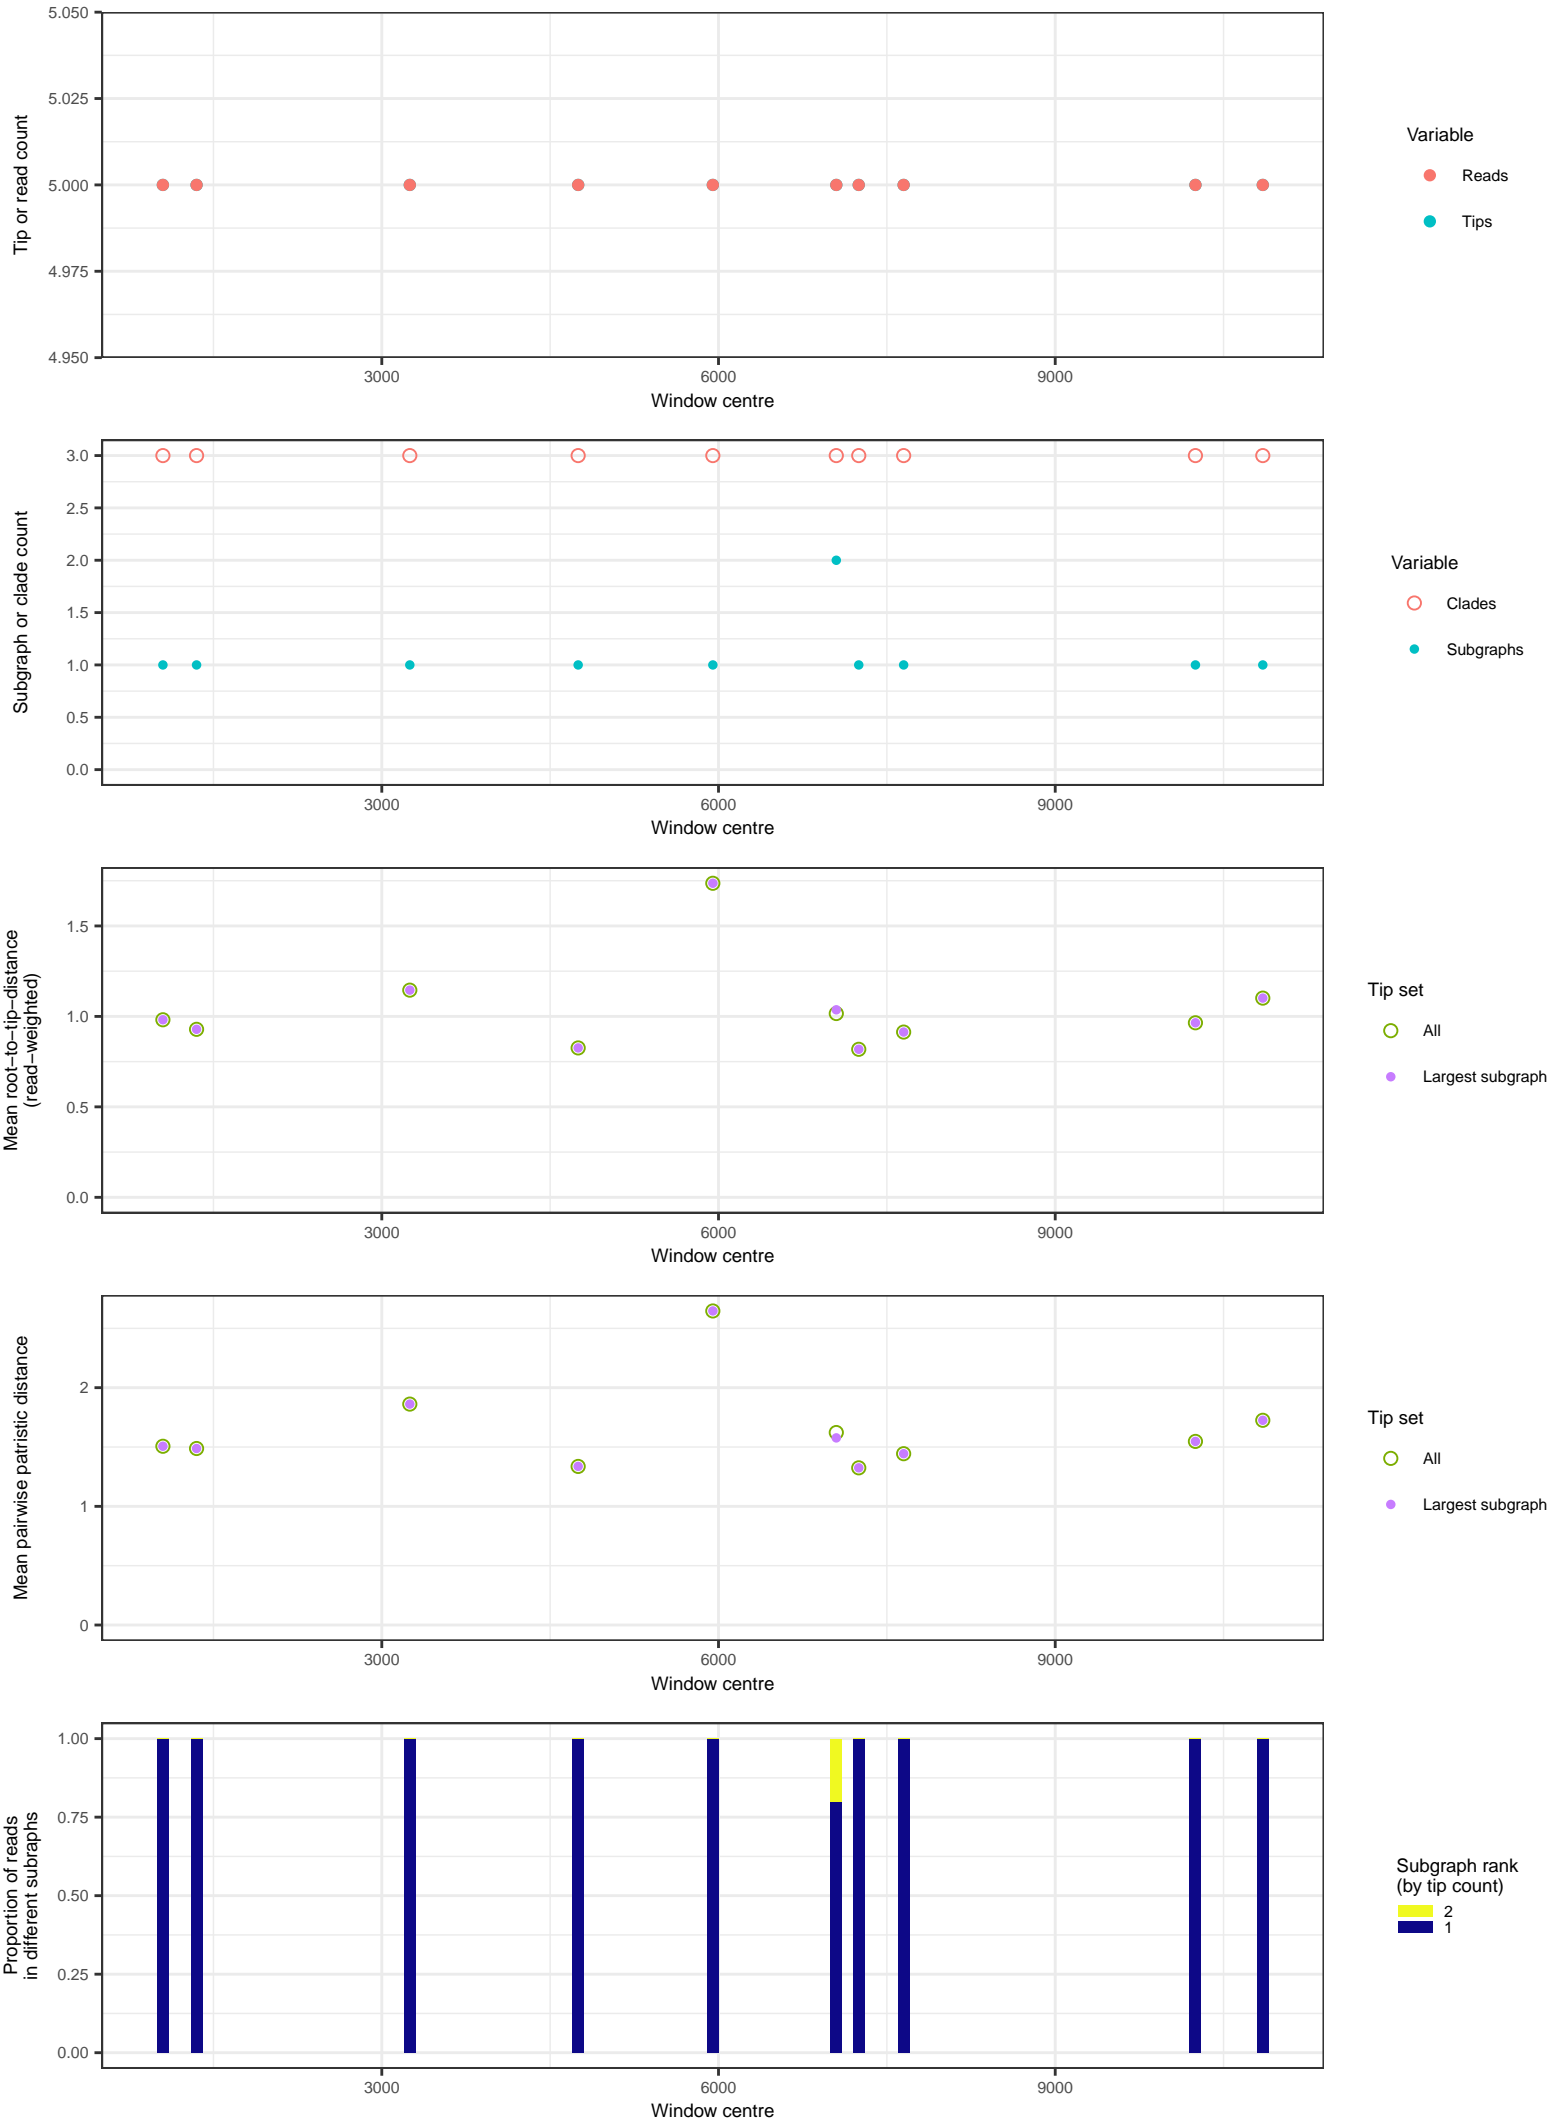 5.050
5.025
5.000
4.975
4.950
Tip or read count
3000
6000
9000
Window centre
Variable
Reads
Tips
3.0
2.5
2.0
1.5
1.0
0.5
0.0
Subgraph or clade count
3000
6000
9000
Window centre
Variable
Clades
Subgraphs
1.5
1.0
0.5
0.0
Mean root−to−tip−distance
(read−weighted)
3000
6000
9000
Window centre
Tip set
All
Largest subgraph
2
1
0
Mean pairwise patristic distance
3000
6000
9000
Window centre
Tip set
All
Largest subgraph
1.00
0.75
0.50
0.25
0.00
Proportion of reads
in different subraphs
3000
6000
9000
Window centre
Subgraph rank
(by tip count)
2
1